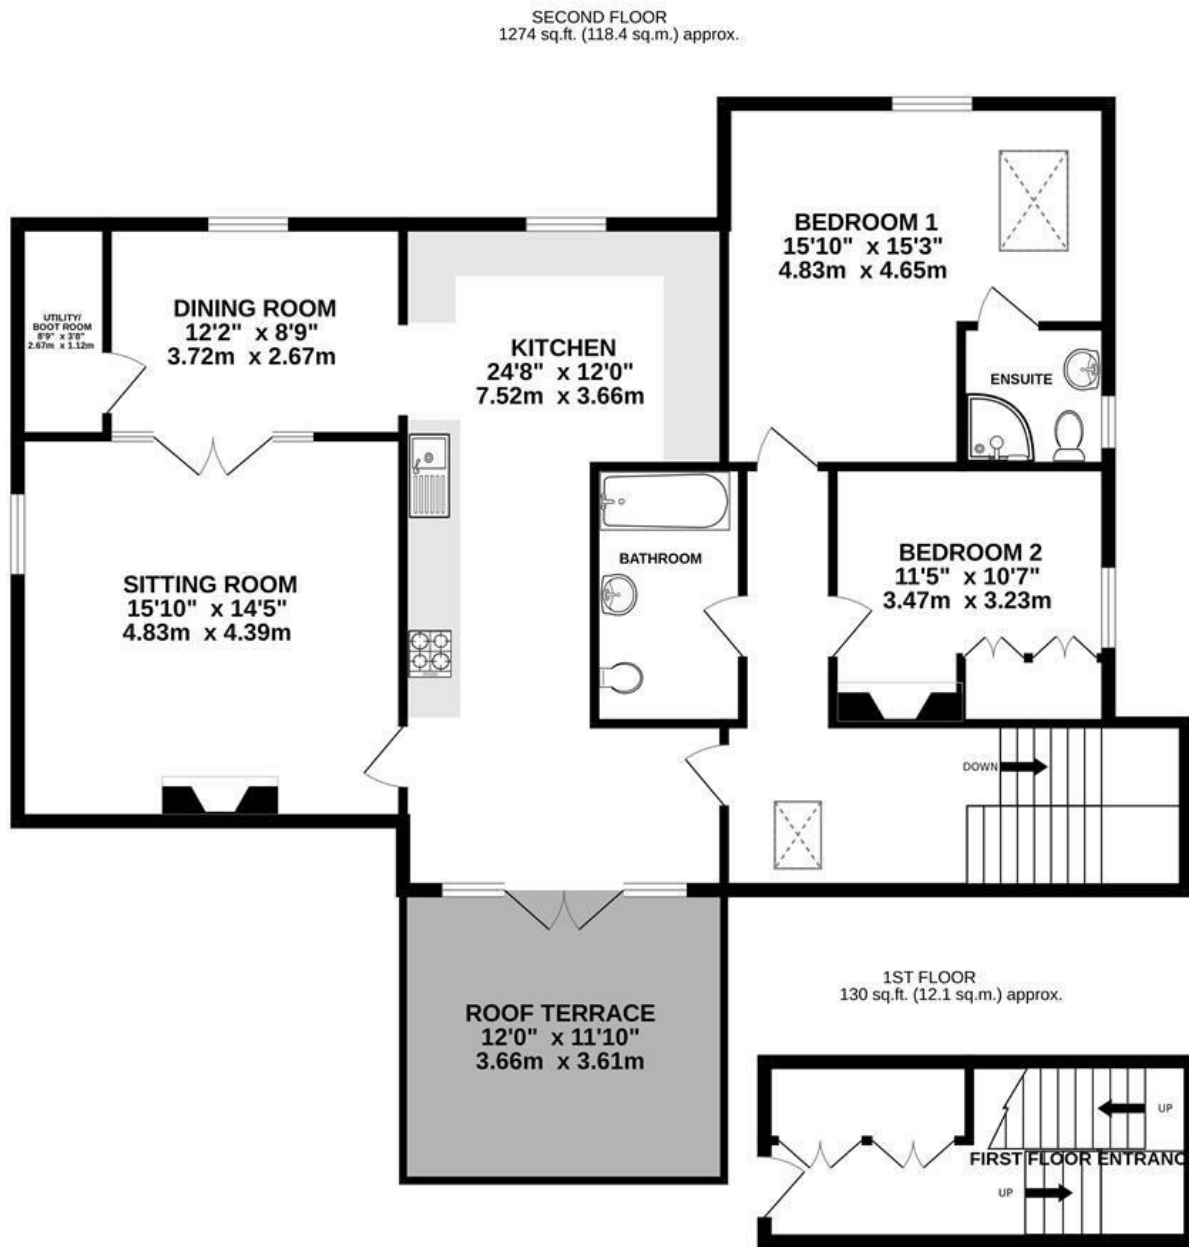 SECOND FLOOR
1274 sq.ft. (118.4 sq.m.) approx.
BEDROOM 1
15'10" x 15'3"
4.83m x 4.65m
UTILITY/
BOOT ROOM
8'9" x 3'8"
2.67m x 1.12m
DINING ROOM
12'2" x 8'9"
3.72m x 2.67m
KITCHEN
24'8" x 12'0"
7.52m x 3.66m
ENSUITE
SITTING ROOM
15'10" x 14'5"
4.83m x 4.39m
BATHROOM
BEDROOM 2
11'5" x 10'7"
3.47m x 3.23m
DOWN
ROOF TERRACE
12'0" x 11'10"
3.66m x 3.61m
1ST FLOOR
130 sq.ft. (12.1 sq.m.) approx.
UP
FIRST FLOOR ENTRANC
UP